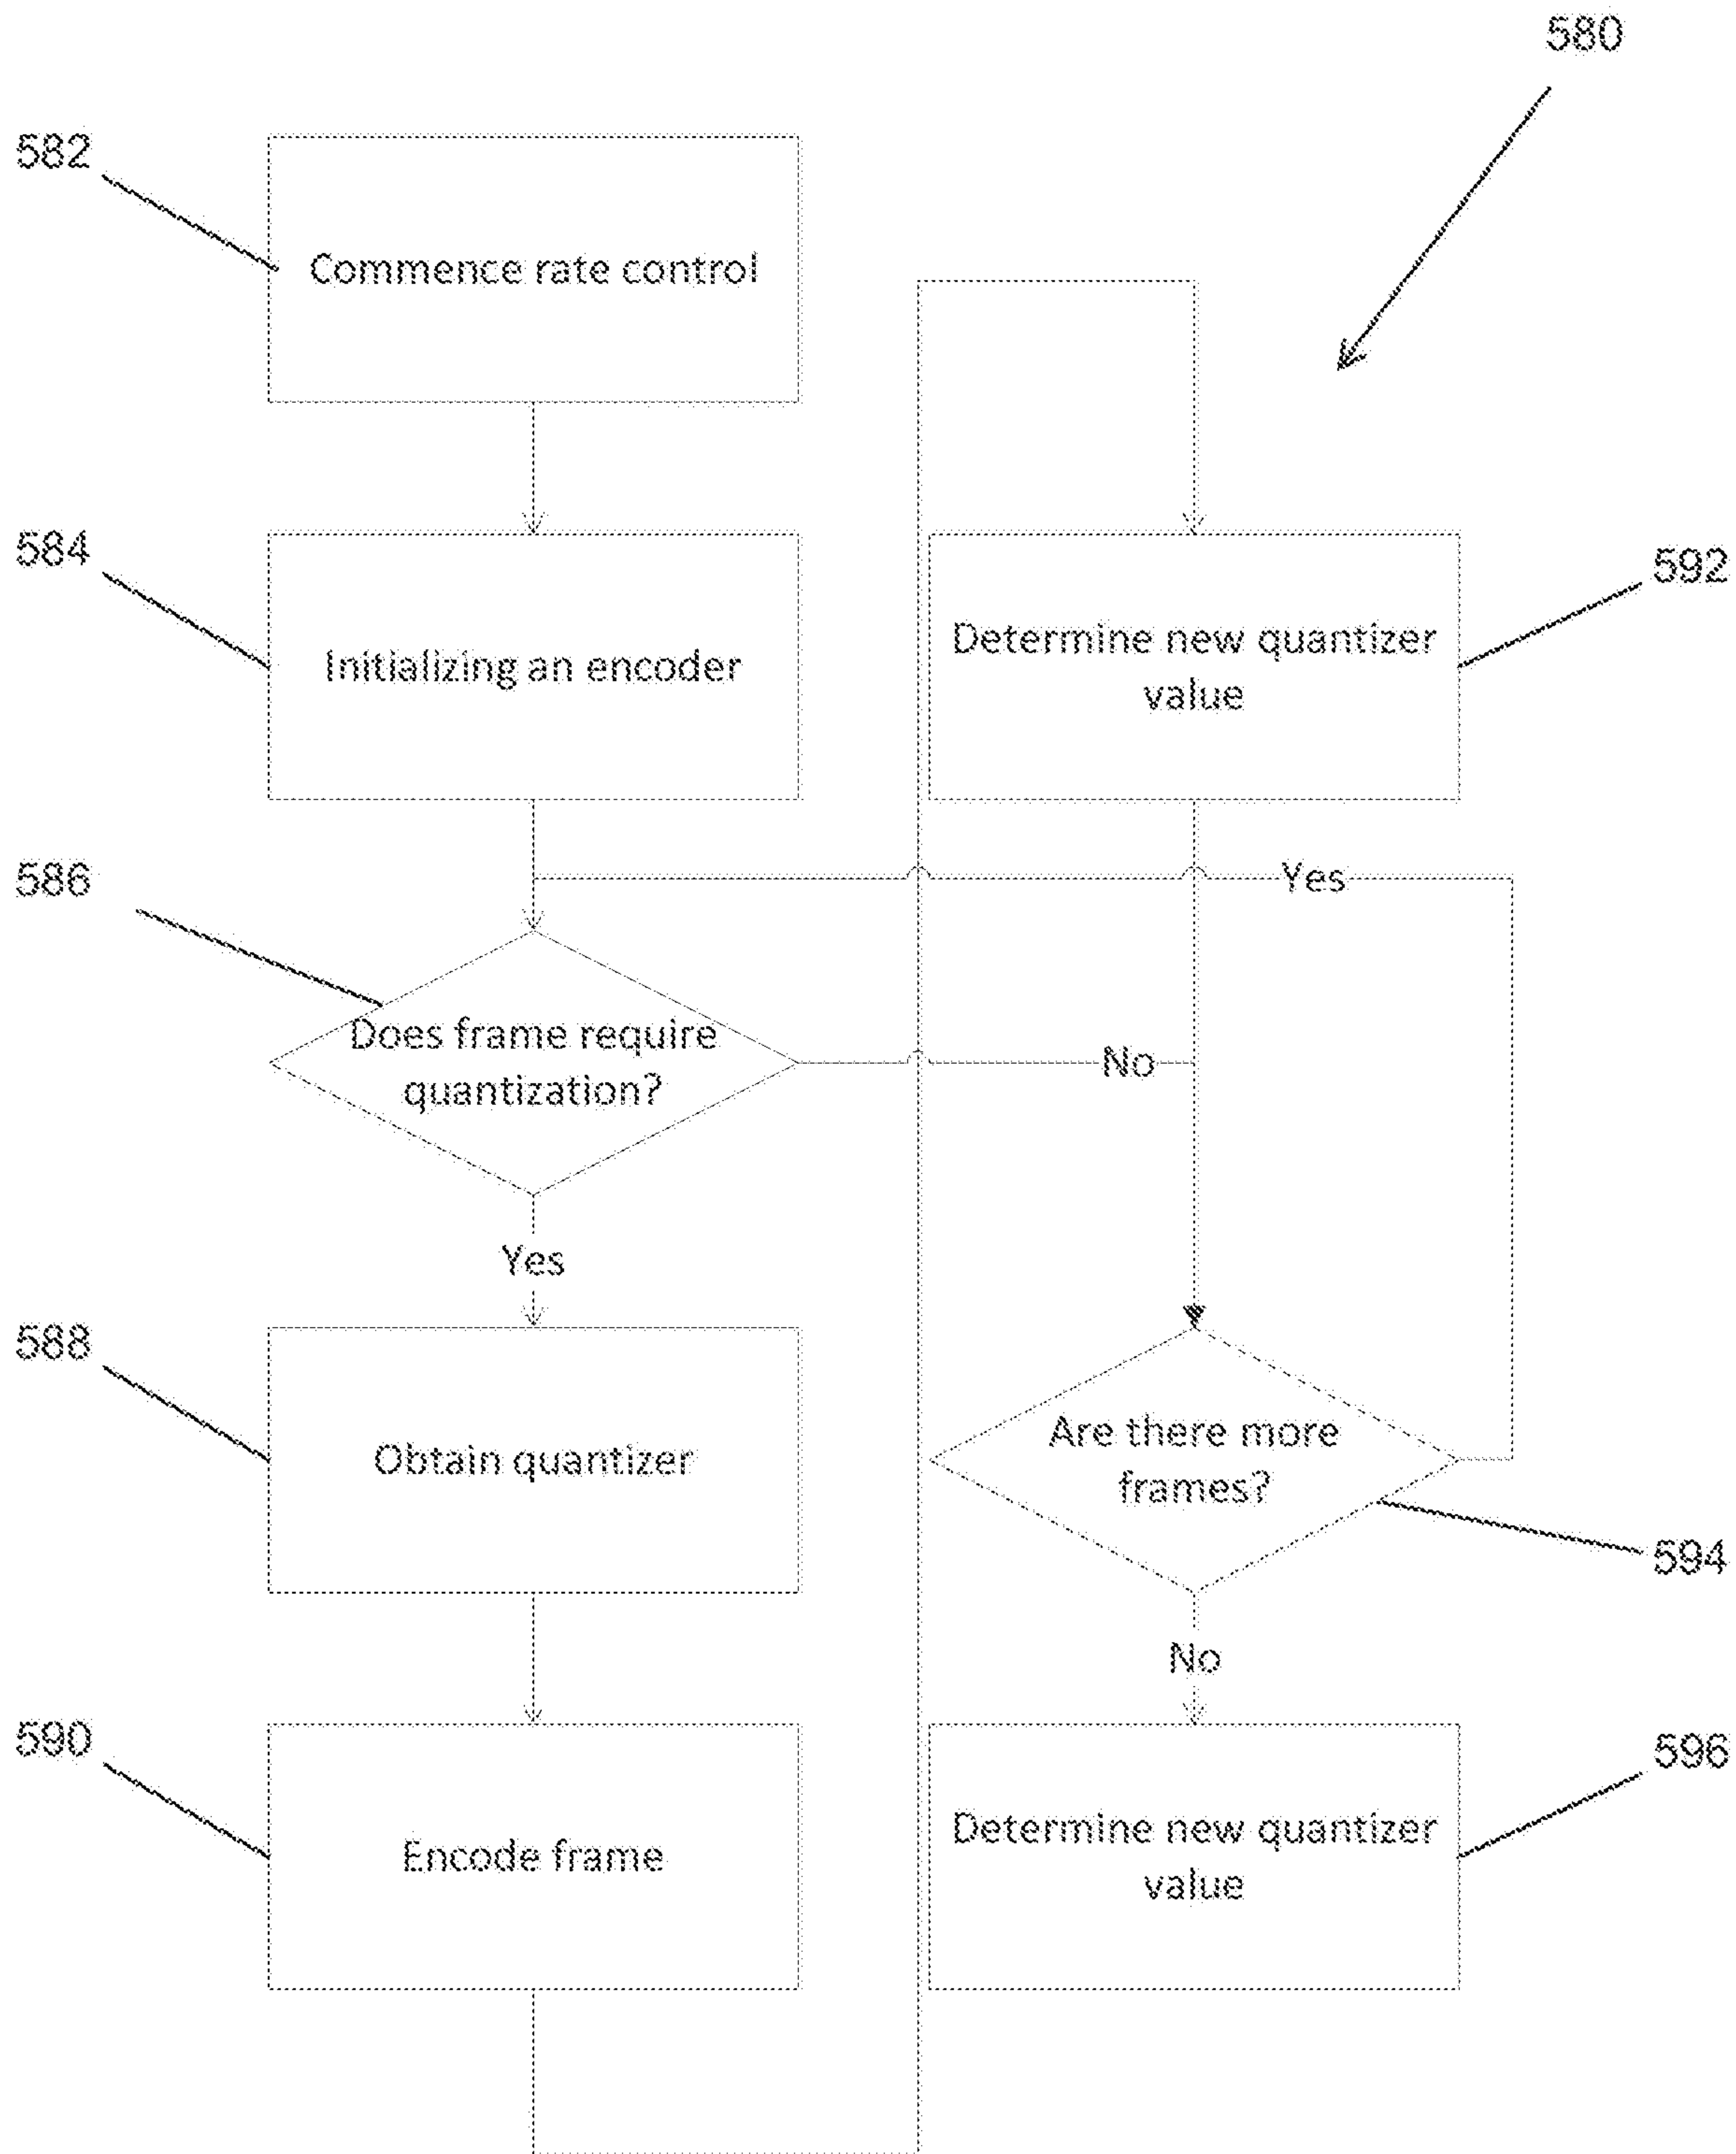 580
582
Commence rate control
584
Initializing an encoder
592
Determine new quantizer
value
586
Yes
Does frame require
quantization?
No
Yes
588
Obtain quantizer
Are there more
frames?
594
No
590
Encode frame
596
Determine new quantizer
value